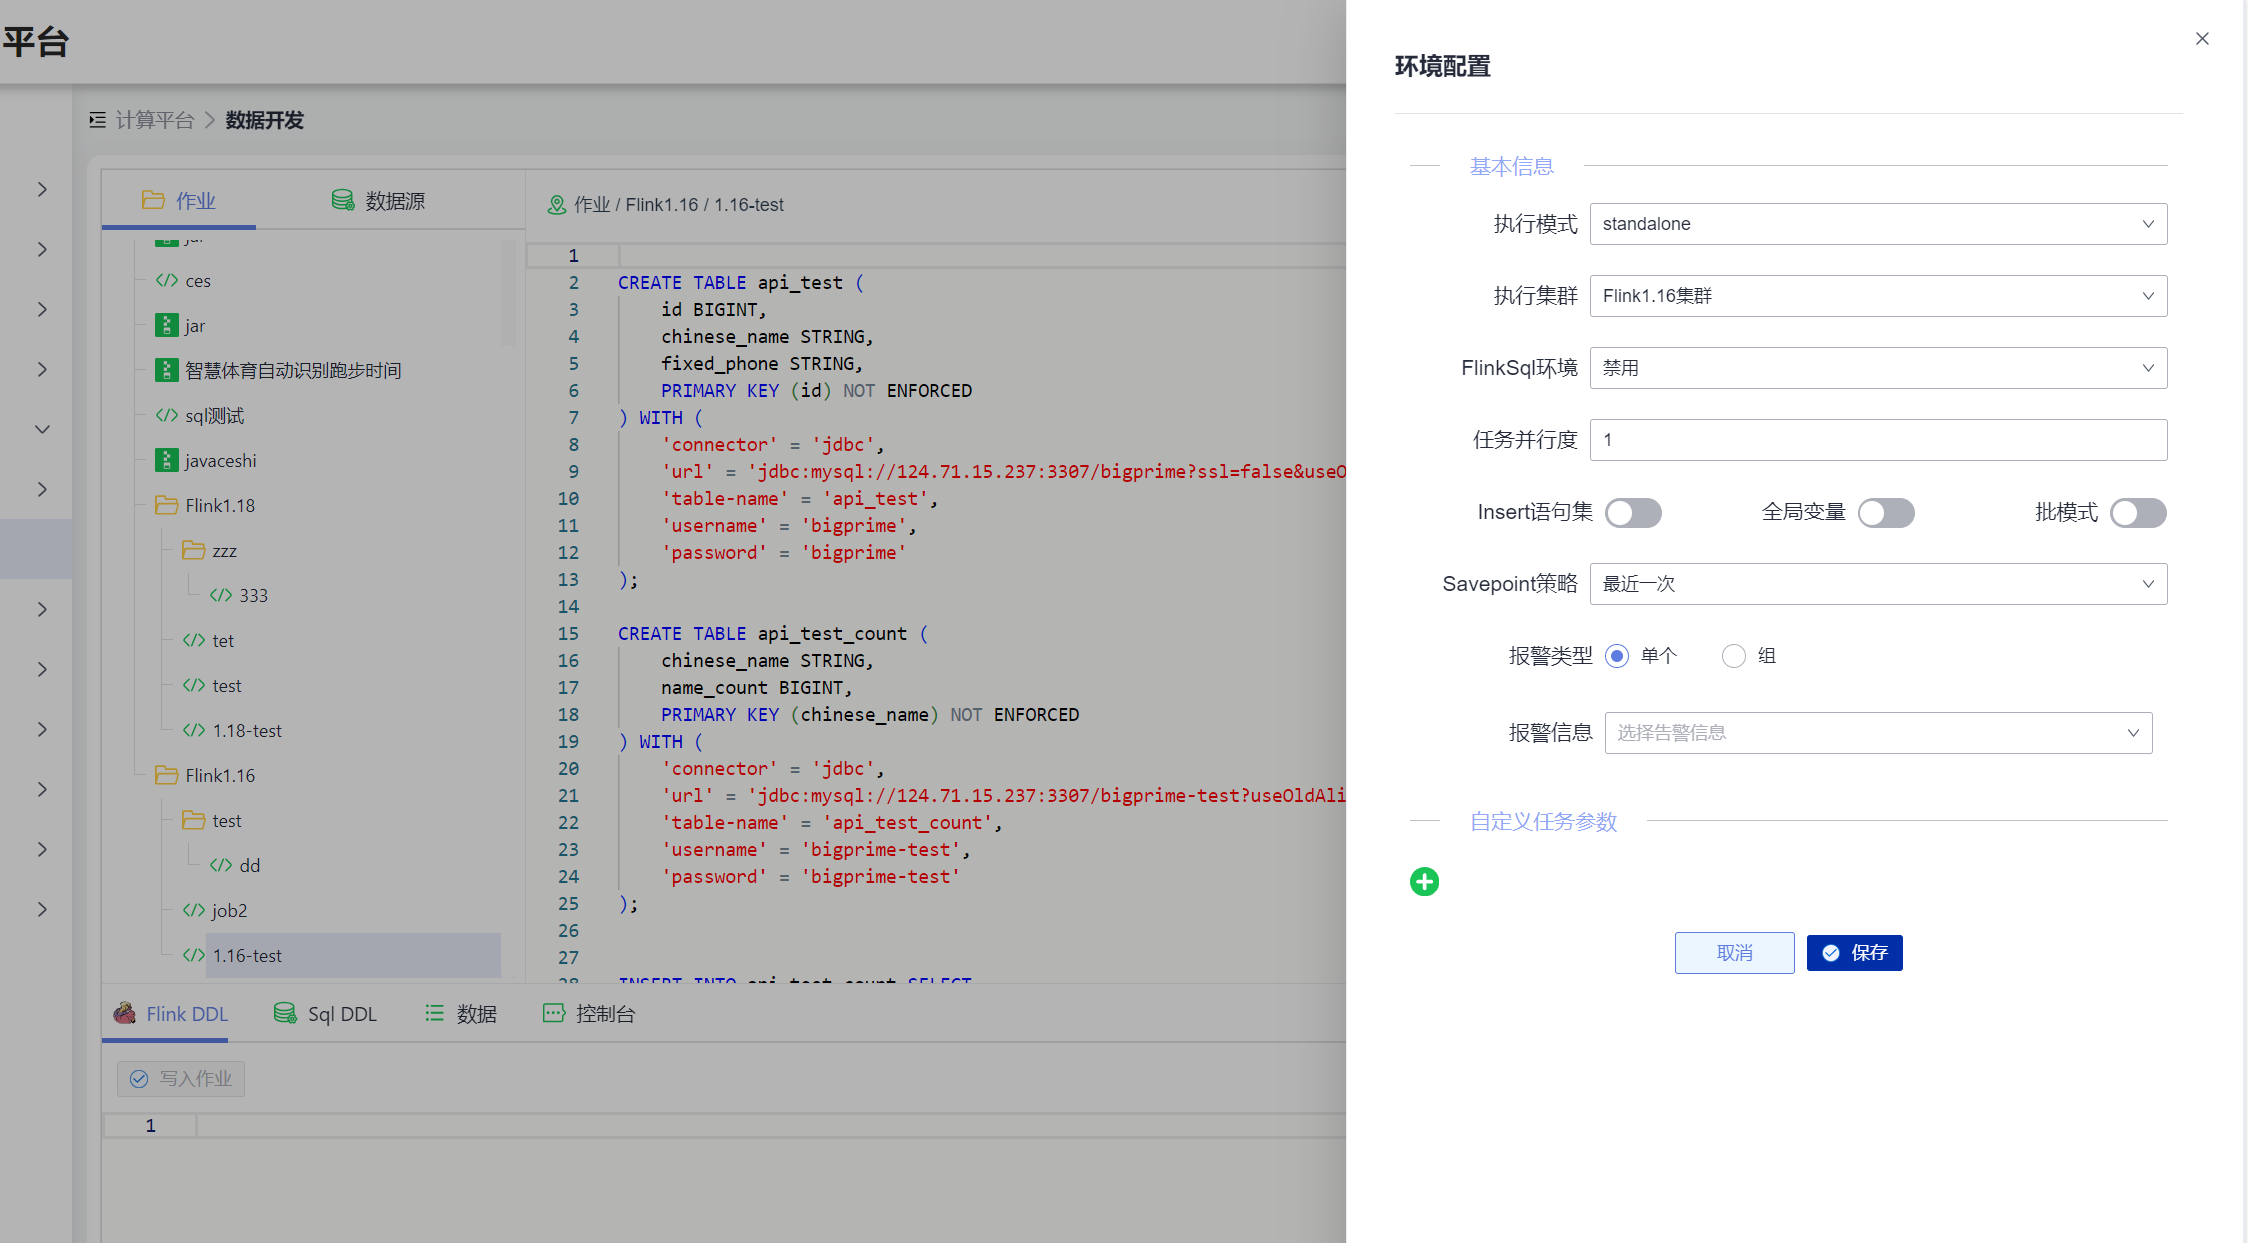 平台
计算平台 > 数据开发
作业
数据源
ces
jar
智慧体育自动识别跑步时间
sql测试
javaceshi
Flink1.18
zzz
333
tet
test
1.18-test
Flink1.16
test
dd
job2
1.16-test
作业 / Flink1.16 / 1.16-test
1
2 CREATE TABLE api_test (
3 id BIGINT,
4 chinese_name STRING,
5 fixed_phone STRING,
6 PRIMARY KEY (id) NOT ENFORCED
7 ) WITH (
8 'connector' = 'jdbc',
9 'url' = 'jdbc:mysql://124.71.15.237:3307/bigprime?ssl=false&useO
10 'table-name' = 'api_test',
11 'username' = 'bigprime',
12 'password' = 'bigprime'
13 );
14
15 CREATE TABLE api_test_count (
16 chinese_name STRING,
17 name_count BIGINT,
18 PRIMARY KEY (chinese_name) NOT ENFORCED
19 ) WITH (
20 'connector' = 'jdbc',
21 'url' = 'jdbc:mysql://124.71.15.237:3307/bigprime-test?useOldAli
22 'table-name' = 'api_test_count',
23 'username' = 'bigprime-test',
24 'password' = 'bigprime-test'
25 );
26
27
28 INSERT INTO api_test_count SELECT
Flink DDL
Sql DDL
数据
控制台
写入作业
1
环境配置
基本信息
执行模式 standalone
执行集群 Flink1.16集群
FlinkSql环境 禁用
任务并行度 1
Insert语句集 全局变量 批模式
Savepoint策略 最近一次
报警类型 单个 组
报警信息 选择告警信息
自定义任务参数
取消 保存